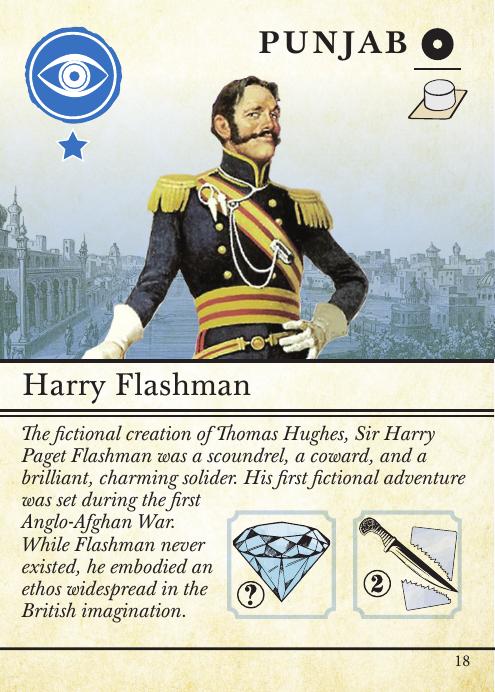 PUNJAB
Harry Flashman
The fictional creation of Thomas Hughes, Sir Harry
Paget Flashman was a scoundrel, a coward, and a
brilliant, charming solider. His first fictional adventure
was set during the first
Anglo-Afghan War.
While Flashman never
existed, he embodied an
ethos widespread in the
British imagination.
?
2
18